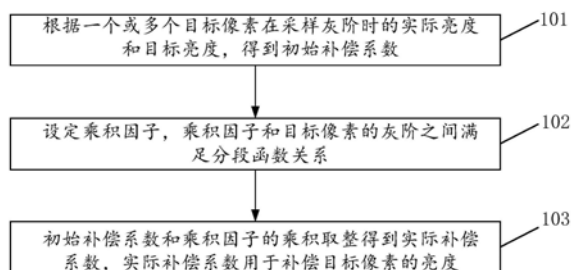 根据一个或多个目标像素在采样灰阶时的实际亮度
和目标亮度，得到初始补偿系数
101
设定乘积因子，乘积因子和目标像素的灰阶之间满
足分段函数关系
102
初始补偿系数和乘积因子的乘积取整得到实际补偿
系数，实际补偿系数用于补偿目标像素的亮度
103